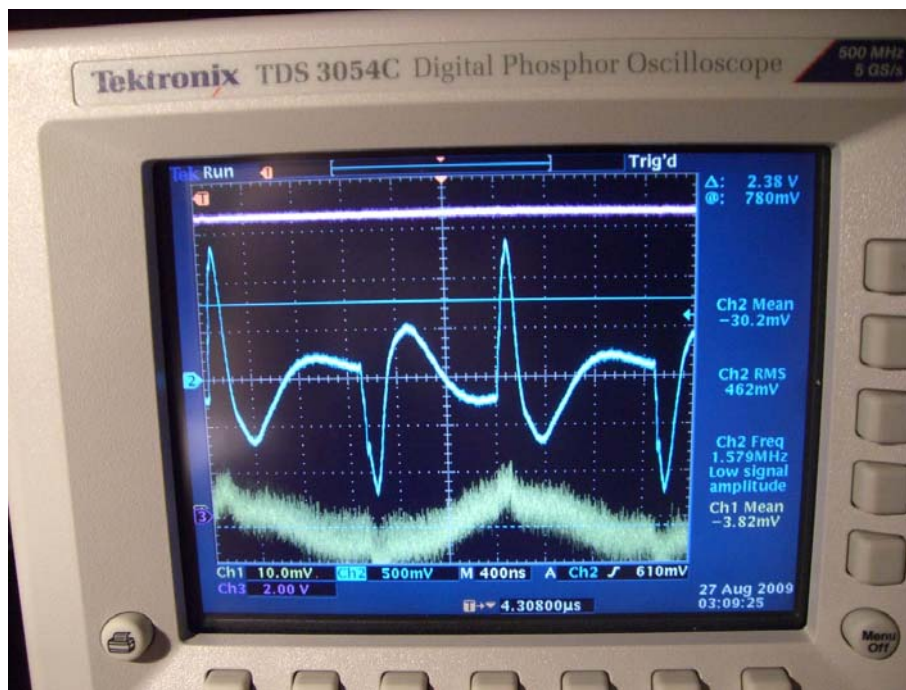 Tektronix TDS 3054C Digital Phosphor Oscilloscope
500 MHz
5 GS/s
Tek Run
Trig'd
T
Δ: 2.38 V
@: 780mV
Ch2 Mean
−30.2mV
Ch2 RMS
462mV
Ch2 Freq
1.579MHz
Low signal
amplitude
Ch1 Mean
−3.82mV
2
3
Ch1 10.0mV Ch2 500mV M 400ns A Ch2 610mV
Ch3 2.00 V
T 4.30800µs
27 Aug 2009
03:09:25
Menu
Off